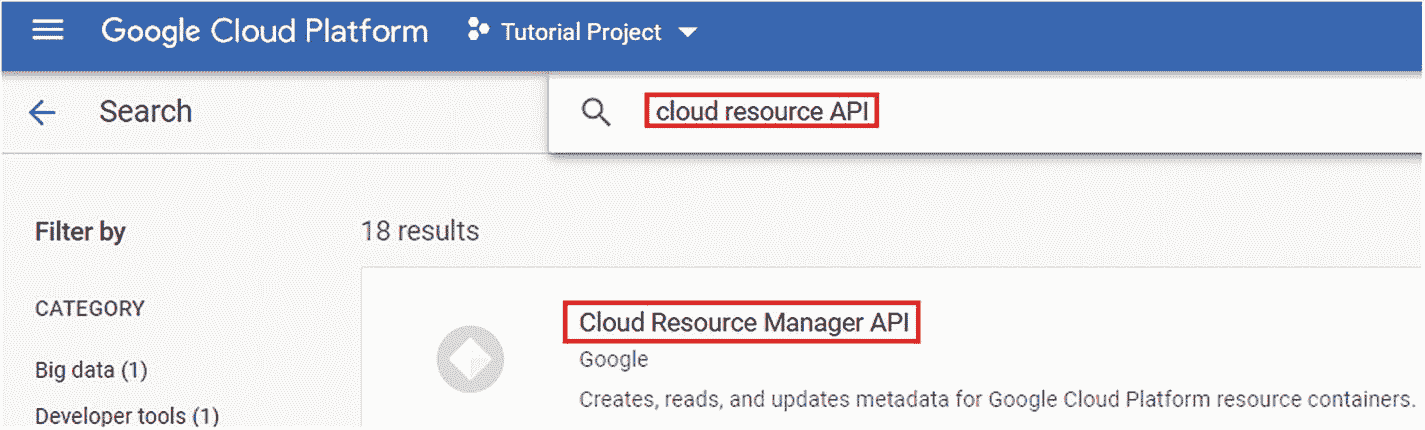 Google Cloud Platform Tutorial Project
Search cloud resource API
Filter by 18 results
CATEGORY
Cloud Resource Manager API
Google
Big data (1)
Creates, reads, and updates metadata for Google Cloud Platform resource containers.
Developer tools (1)